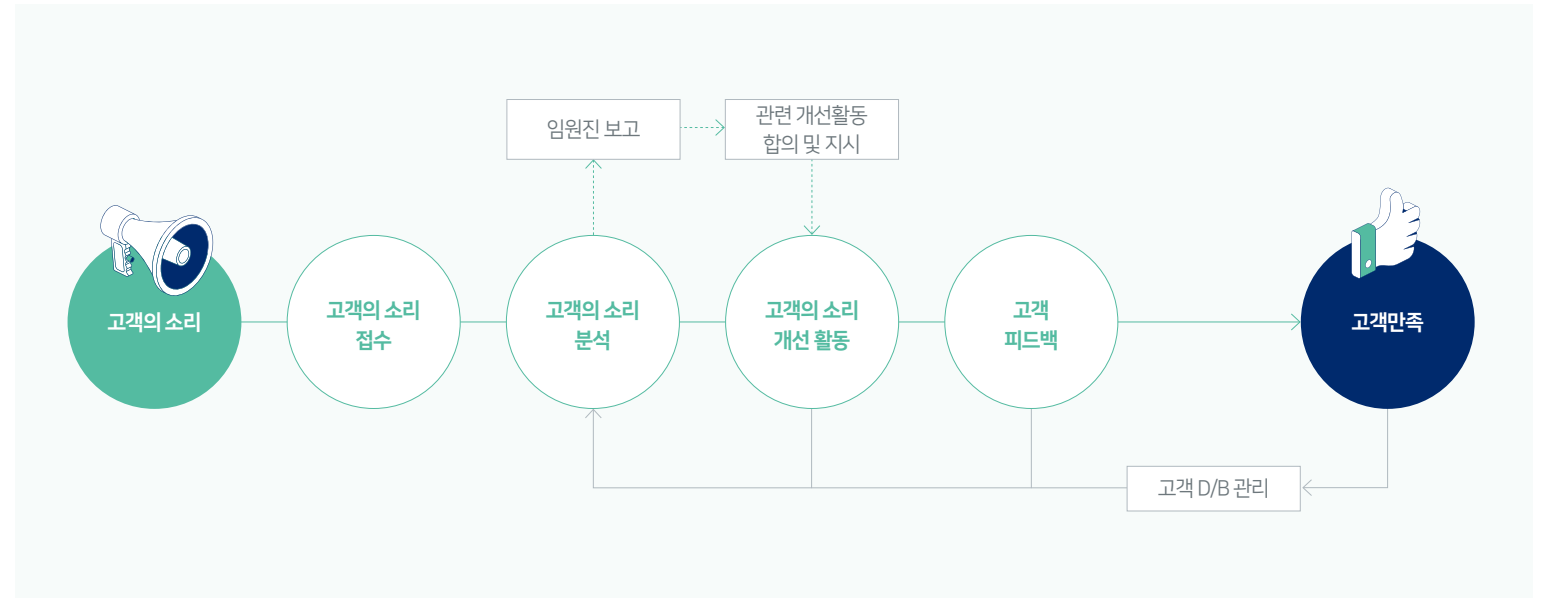 임원진 보고
관련 개선활동
합의 및 지시
고객의 소리
고객의 소리
접수
고객의 소리
분석
고객의 소리
개선 활동
고객
피드백
고객만족
고객 D/B 관리